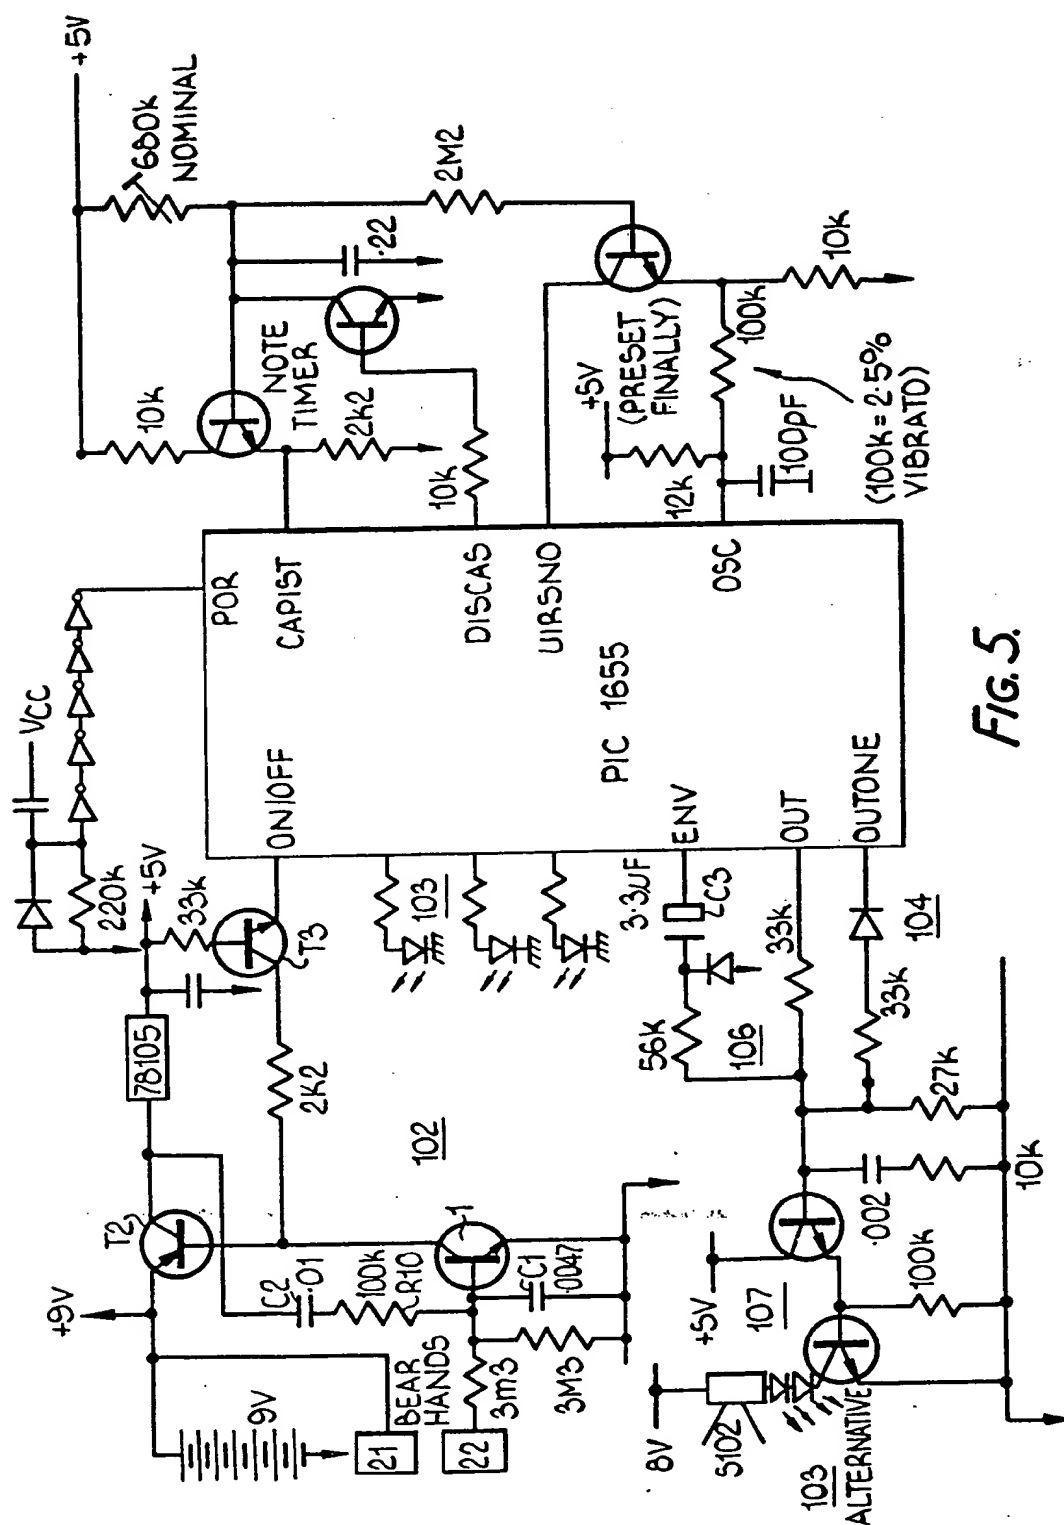 +5V
680k
NOMINAL
10k
NOTE
TIMER
.22
2k2
10k
2M2
+5V
(PRESET
FINALLY)
12k
100k
10k
100pF
(100k = 2.5%
VIBRATO)
VCC
220k
+5V
33k
T3
78105
T2
+9V
2K2
C2
.01
100k
CR10
1
C1
.0047
9V
BEAR
HANDS
21
22
3m3
3M3
102
POR
CAPIST
DISCAS
UIRSNO
OSC
ON/OFF
PIC 1655
ENV
OUT
OUTONE
103
3.3UF
C3
56K
106
33k
104
33k
27K
.002
10k
+5V
107
100k
8V
5102
103
ALTERNATIVE
FIG. 5.